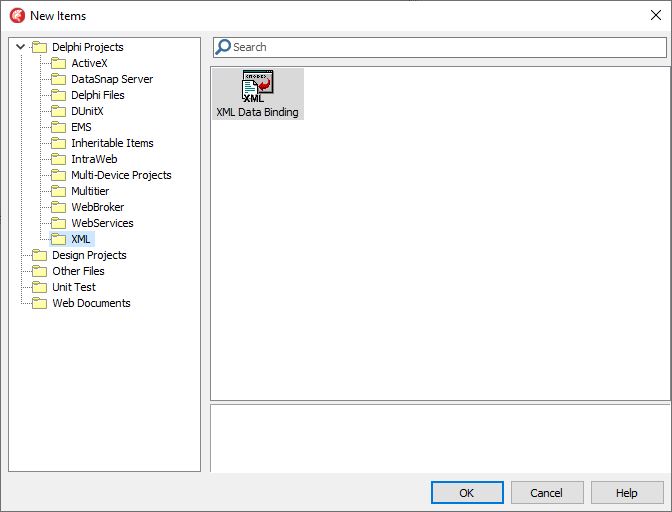 New Items
Delphi Projects
ActiveX
DataSnap Server
Delphi Files
DUnitX
EMS
Inheritable Items
IntraWeb
Multi-Device Projects
Multitier
WebBroker
WebServices
XML
Design Projects
Other Files
Unit Test
Web Documents
Search
XML
XML Data Binding
OK
Cancel
Help